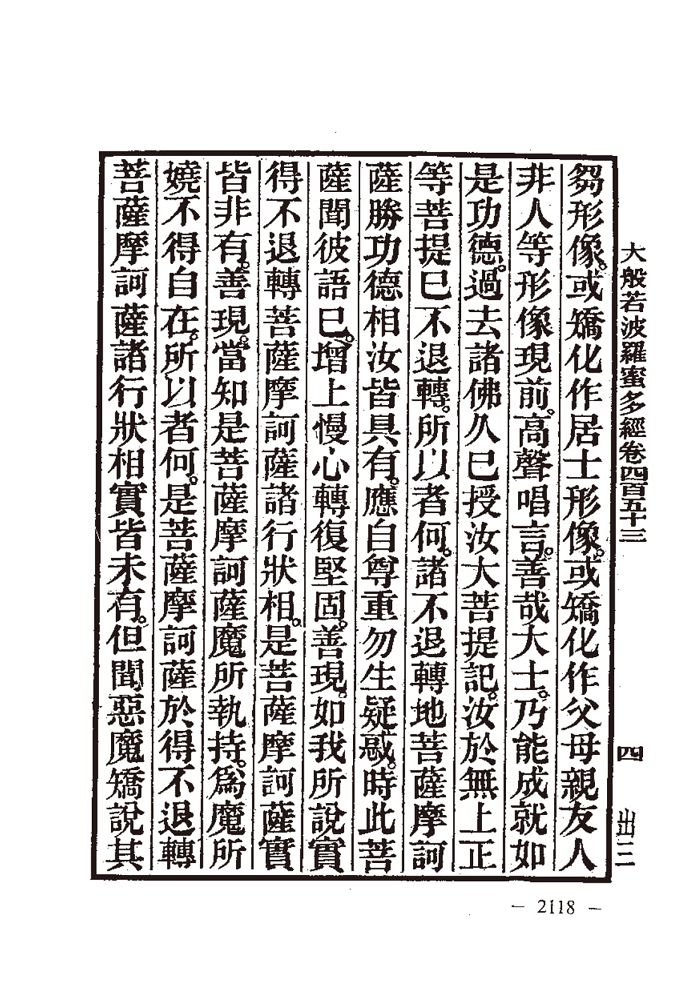 大般若波羅蜜多經卷四百五十三 四 出三
芻形像。或矯化作居士形像。或矯化作父母親友人
非人等形像現前。高聲唱言。善哉大士。乃能成就如
是功德。過去諸佛久已授汝大菩提記。汝於無上正
等菩提已不退轉。所以者何。諸不退轉地菩薩摩訶
薩勝功德相汝皆具有。應自尊重勿生疑惑。時此菩
薩聞彼語已。增上慢心轉復堅固。善現。如我所說實
得不退轉菩薩摩訶薩諸行狀相。是菩薩摩訶薩實
皆非有。善現。當知是菩薩摩訶薩魔所執持。爲魔所
嬈不得自在。所以者何。是菩薩摩訶薩於得不退轉
菩薩摩訶薩諸行狀相實皆未有。但聞惡魔矯說其
— 2118 —